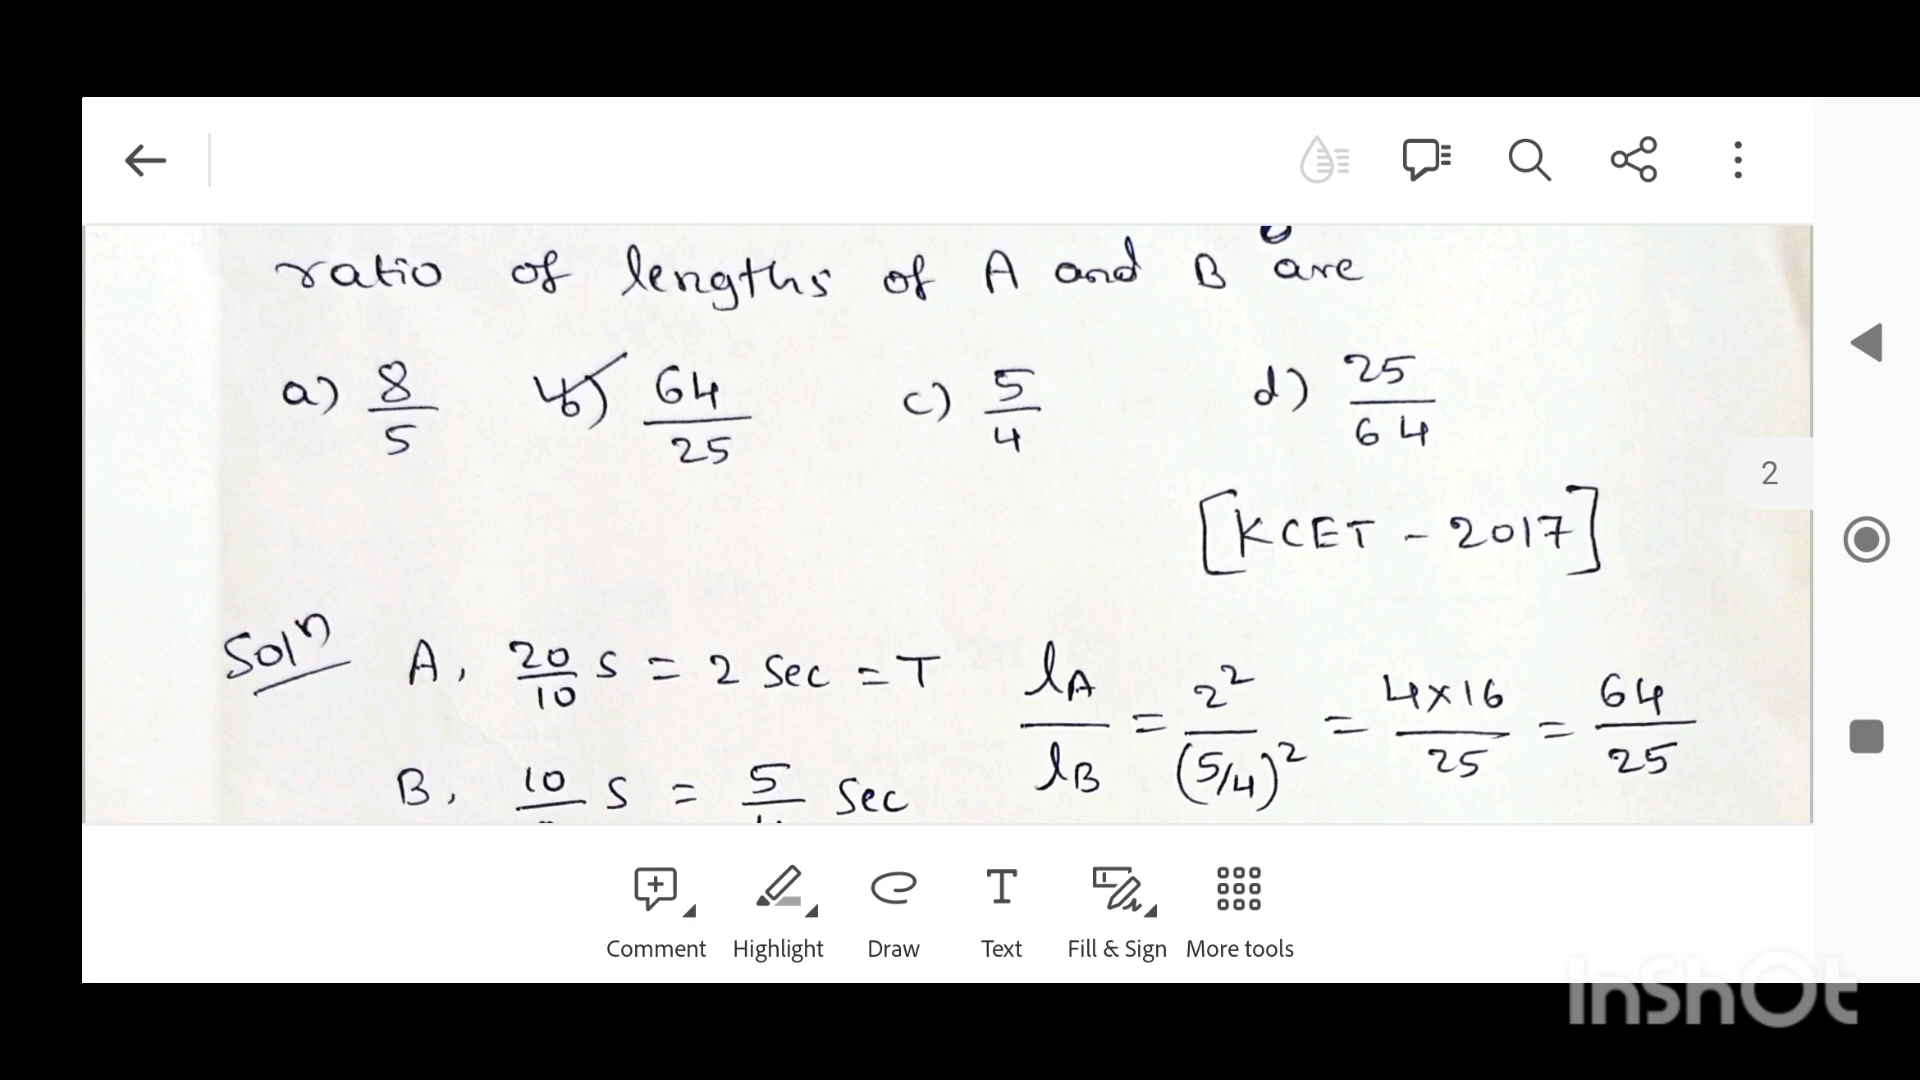 ratio of lengths of A and B are
a) 8/5 b) 64/25 c) 5/4 d) 25/64
[KCET - 2017]
Solⁿ A, 20/10 s = 2 sec = T lA/lB = 2²/(5/4)² = 4×16/25 = 64/25
B, 10/ s = 5/ sec
2
Comment Highlight Draw Text Fill & Sign More tools
InShOt